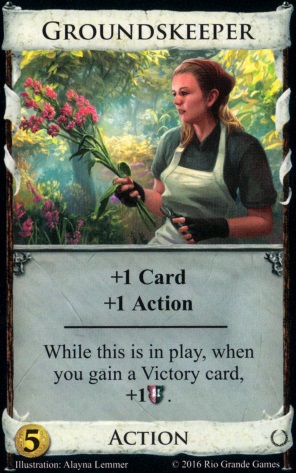 GROUNDSKEEPER
+1 Card
+1 Action
While this is in play, when
you gain a Victory card,
+1.
5
ACTION
Illustration: Alayna Lemmer
© 2016 Rio Grande Games